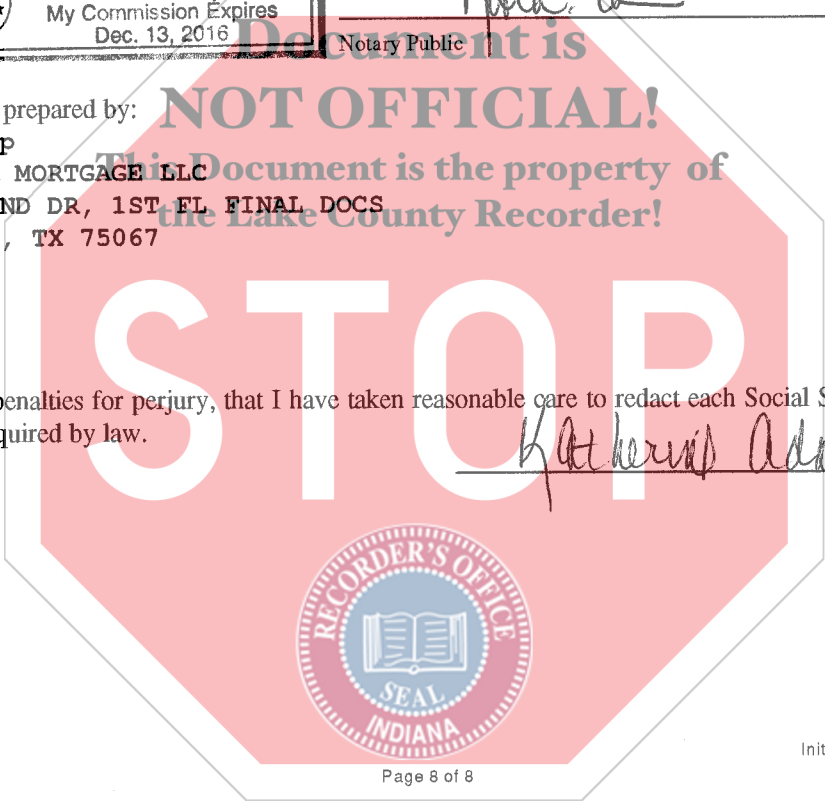 My Commission Expires
Dec. 13, 2016
Notary Public
Document is
NOT OFFICIAL!
This Document is the property of
the Lake County Recorder!
prepared by:
P
MORTGAGE LLC
ND DR, 1ST FL FINAL DOCS
, TX 75067
STOP
penalties for perjury, that I have taken reasonable care to redact each Social S
quired by law.
Katherine Ada
RECORDER'S OFFICE
SEAL
INDIANA
Init
Page 8 of 8